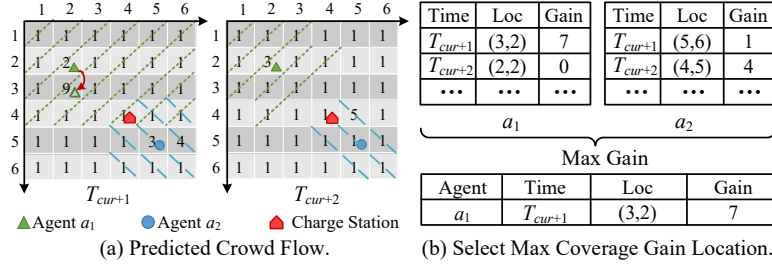 1 2 3 4 5 6
1 1 1 1 1 1 1
2 1 2 1 1 1 1
3 1 9 1 1 1 1
4 1 1 1 1 1 1
5 1 1 1 1 3 4
6 1 1 1 1 1 1
T_cur+1
1 2 3 4 5 6
1 1 1 1 1 1 1
2 1 3 1 1 1 1
3 1 1 1 1 1 1
4 1 1 1 1 5 1
5 1 1 1 1 1 1
6 1 1 1 1 1 1
T_cur+2
Agent a₁ Agent a₂ Charge Station
(a) Predicted Crowd Flow.
Time Loc Gain
T_cur+1 (3,2) 7
T_cur+2 (2,2) 0
... ... ...
a₁
Time Loc Gain
T_cur+1 (5,6) 1
T_cur+2 (4,5) 4
... ... ...
a₂
Max Gain
Agent Time Loc Gain
a₁ T_cur+1 (3,2) 7
(b) Select Max Coverage Gain Location.